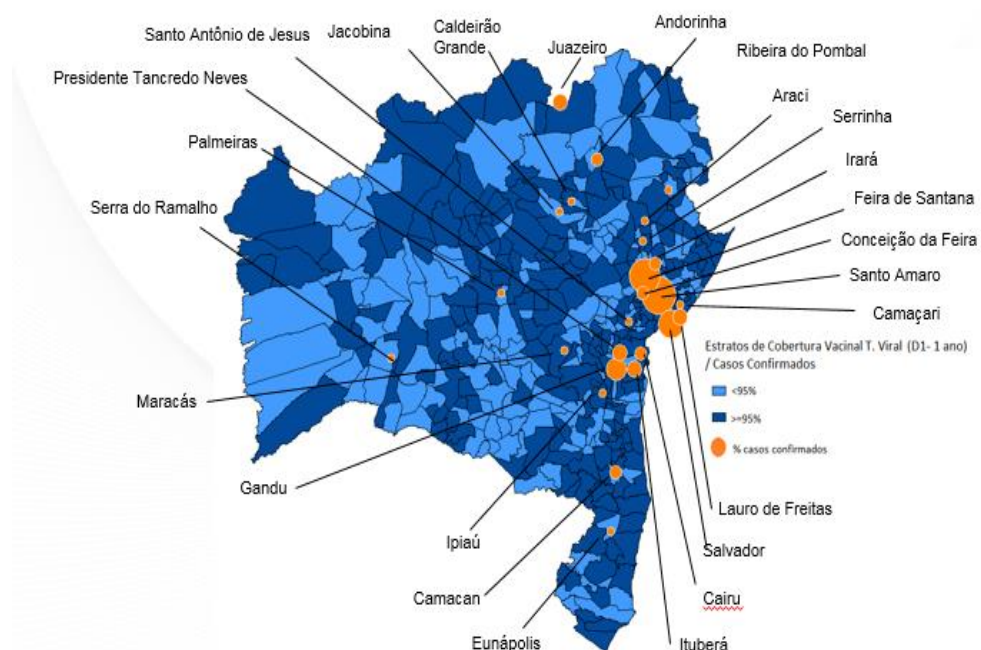 Andorinha
Santo Antônio de Jesus
Jacobina
Caldeirão
Grande
Juazeiro
Ribeira do Pombal
Presidente Tancredo Neves
Araci
Serrinha
Palmeiras
Irará
Serra do Ramalho
Feira de Santana
Conceição da Feira
Santo Amaro
Camaçari
Estratos de Cobertura Vacinal T. Viral (D1- 1 ano)
/ Casos Confirmados
<95%
>=95%
% casos confirmados
Maracás
Gandu
Lauro de Freitas
Ipiaú
Salvador
Camacan
Cairu
Eunápolis
Ituberá